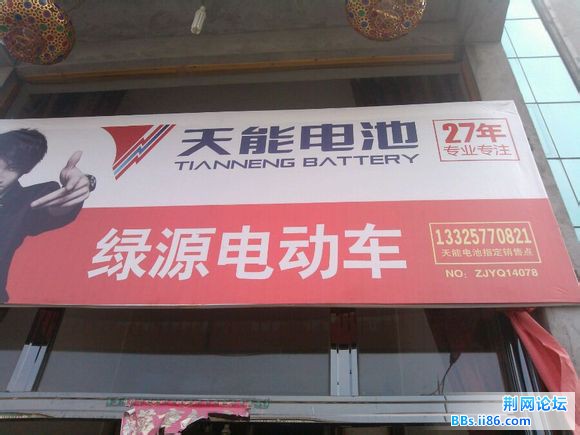 天能电池
TIANNENG BATTERY
27年
专业专注
绿源电动车
13325770821
天能电池指定销售点
NO: ZJYQ14078
荆网论坛
BBs.ii86.com